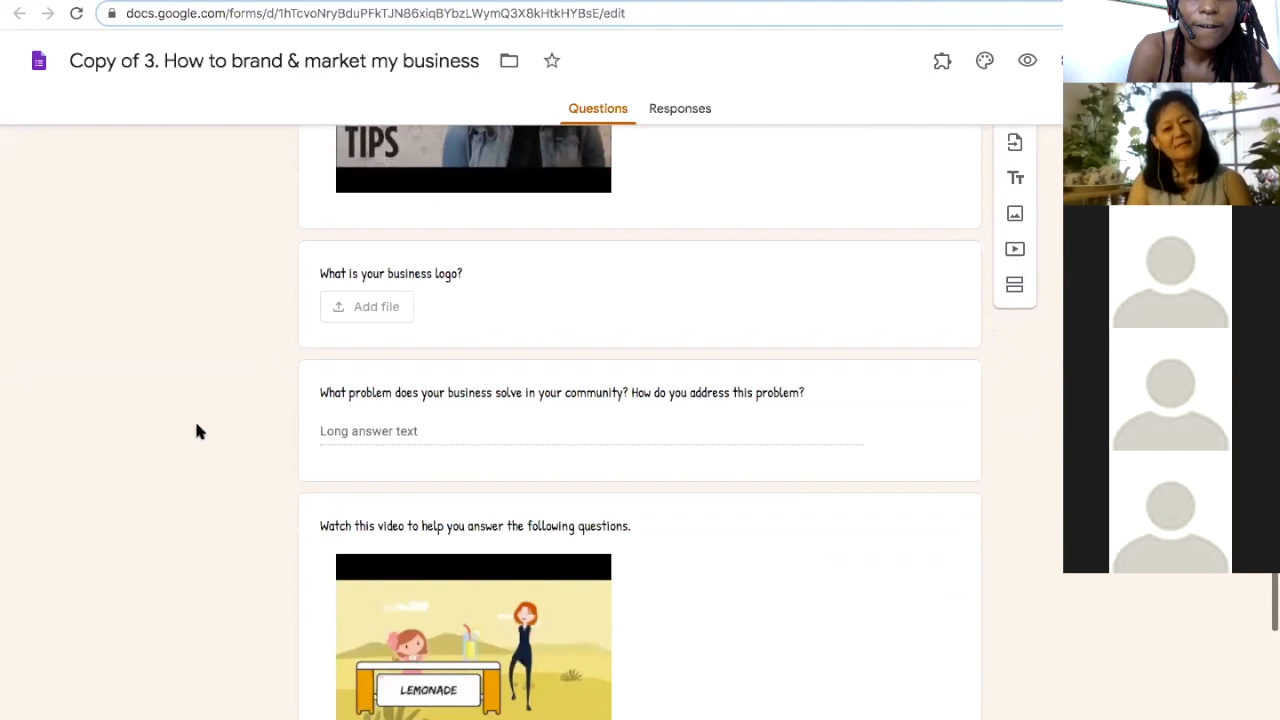 docs.google.com/forms/d/1hTcvoNryBduPFkTJN86xiqBYbzLWymQ3X8kHtkHYBsE/edit
Copy of 3. How to brand & market my business
Questions Responses
TIPS
Tт
What is your business logo?
Add file
What problem does your business solve in your community? How do you address this problem?
Long answer text
Watch this video to help you answer the following questions.
LEMONADE